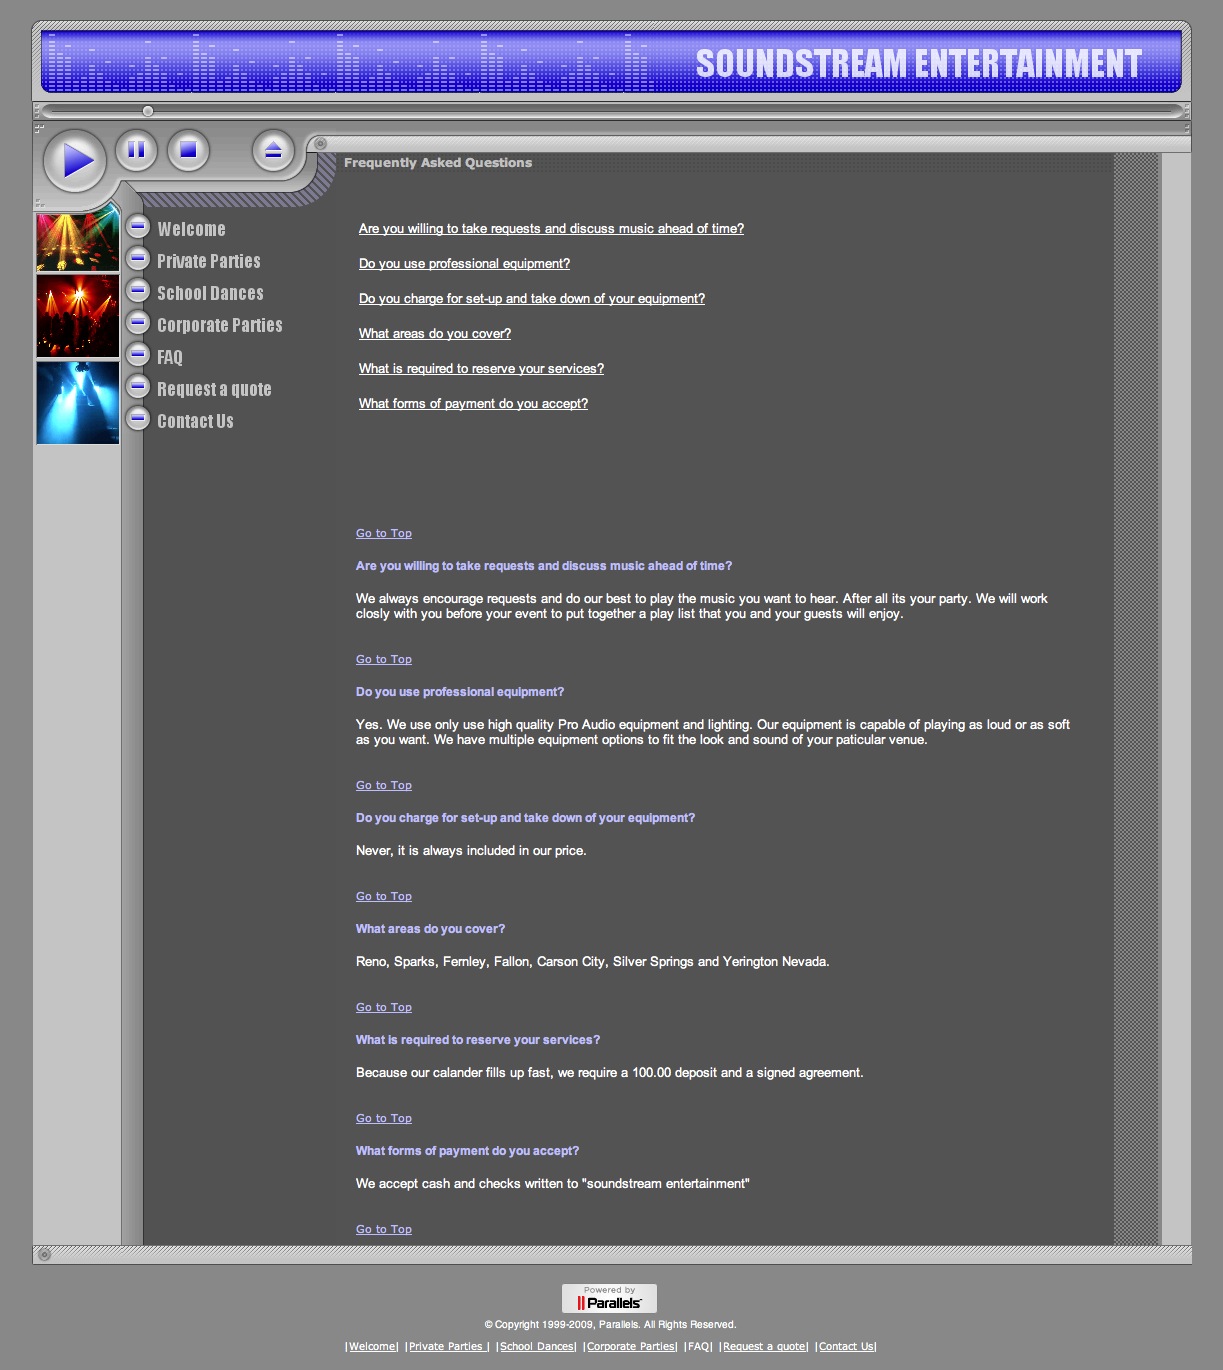 SOUNDSTREAM ENTERTAINMENT
Frequently Asked Questions
Welcome
Private Parties
School Dances
Corporate Parties
FAQ
Request a quote
Contact Us
Are you willing to take requests and discuss music ahead of time?
Do you use professional equipment?
Do you charge for set-up and take down of your equipment?
What areas do you cover?
What is required to reserve your services?
What forms of payment do you accept?
Go to Top
Are you willing to take requests and discuss music ahead of time?
We always encourage requests and do our best to play the music you want to hear. After all its your party. We will work
closly with you before your event to put together a play list that you and your guests will enjoy.
Go to Top
Do you use professional equipment?
Yes. We use only use high quality Pro Audio equipment and lighting. Our equipment is capable of playing as loud or as soft
as you want. We have multiple equipment options to fit the look and sound of your paticular venue.
Go to Top
Do you charge for set-up and take down of your equipment?
Never, it is always included in our price.
Go to Top
What areas do you cover?
Reno, Sparks, Fernley, Fallon, Carson City, Silver Springs and Yerington Nevada.
Go to Top
What is required to reserve your services?
Because our calander fills up fast, we require a 100.00 deposit and a signed agreement.
Go to Top
What forms of payment do you accept?
We accept cash and checks written to "soundstream entertainment"
Go to Top
Powered by
Parallels™
© Copyright 1999-2009, Parallels. All Rights Reserved.
|Welcome| |Private Parties | |School Dances| |Corporate Parties| |FAQ| |Request a quote| |Contact Us|